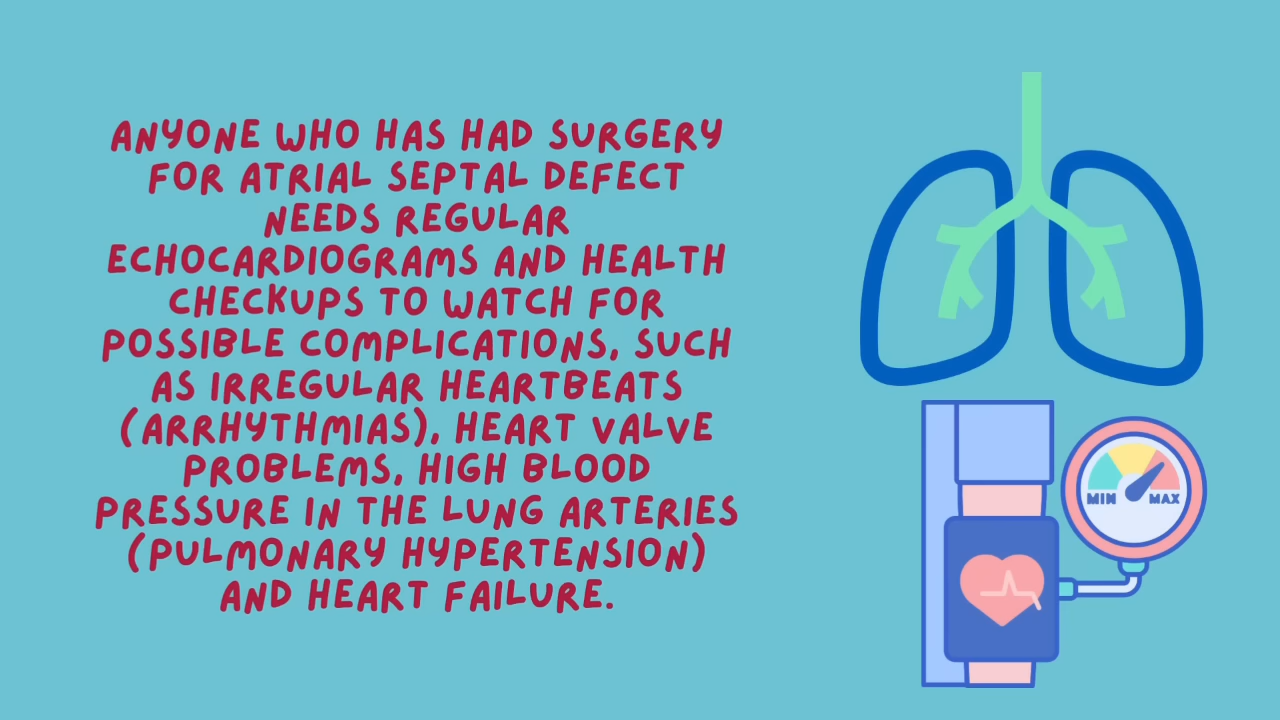 ANYONE WHO HAS HAD SURGERY
FOR ATRIAL SEPTAL DEFECT
NEEDS REGULAR
ECHOCARDIOGRAMS AND HEALTH
CHECKUPS TO WATCH FOR
POSSIBLE COMPLICATIONS, SUCH
AS IRREGULAR HEARTBEATS
(ARRHYTHMIAS), HEART VALVE
PROBLEMS, HIGH BLOOD
PRESSURE IN THE LUNG ARTERIES
(PULMONARY HYPERTENSION)
AND HEART FAILURE.
MIN MAX